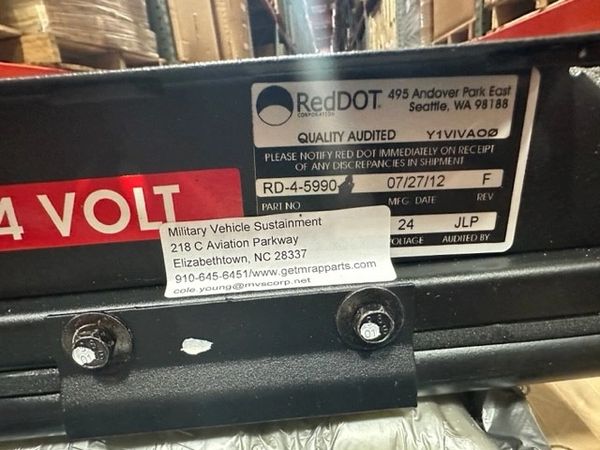 RedDOT
CORPORATION
495 Andover Park East
Seattle, WA 98188
QUALITY AUDITED Y1VIVAOØ
PLEASE NOTIFY RED DOT IMMEDIATELY ON RECEIPT
OF ANY DISCREPANCIES IN SHIPMENT
RD-4-5990 07/27/12 F
PART NO MFG DATE REV
4 VOLT
24 JLP
VOLTAGE AUDITED BY
Military Vehicle Sustainment
218 C Aviation Parkway
Elizabethtown, NC 28337
910-645-6451/www.getmrapparts.com
cole.young@mvscorp.net